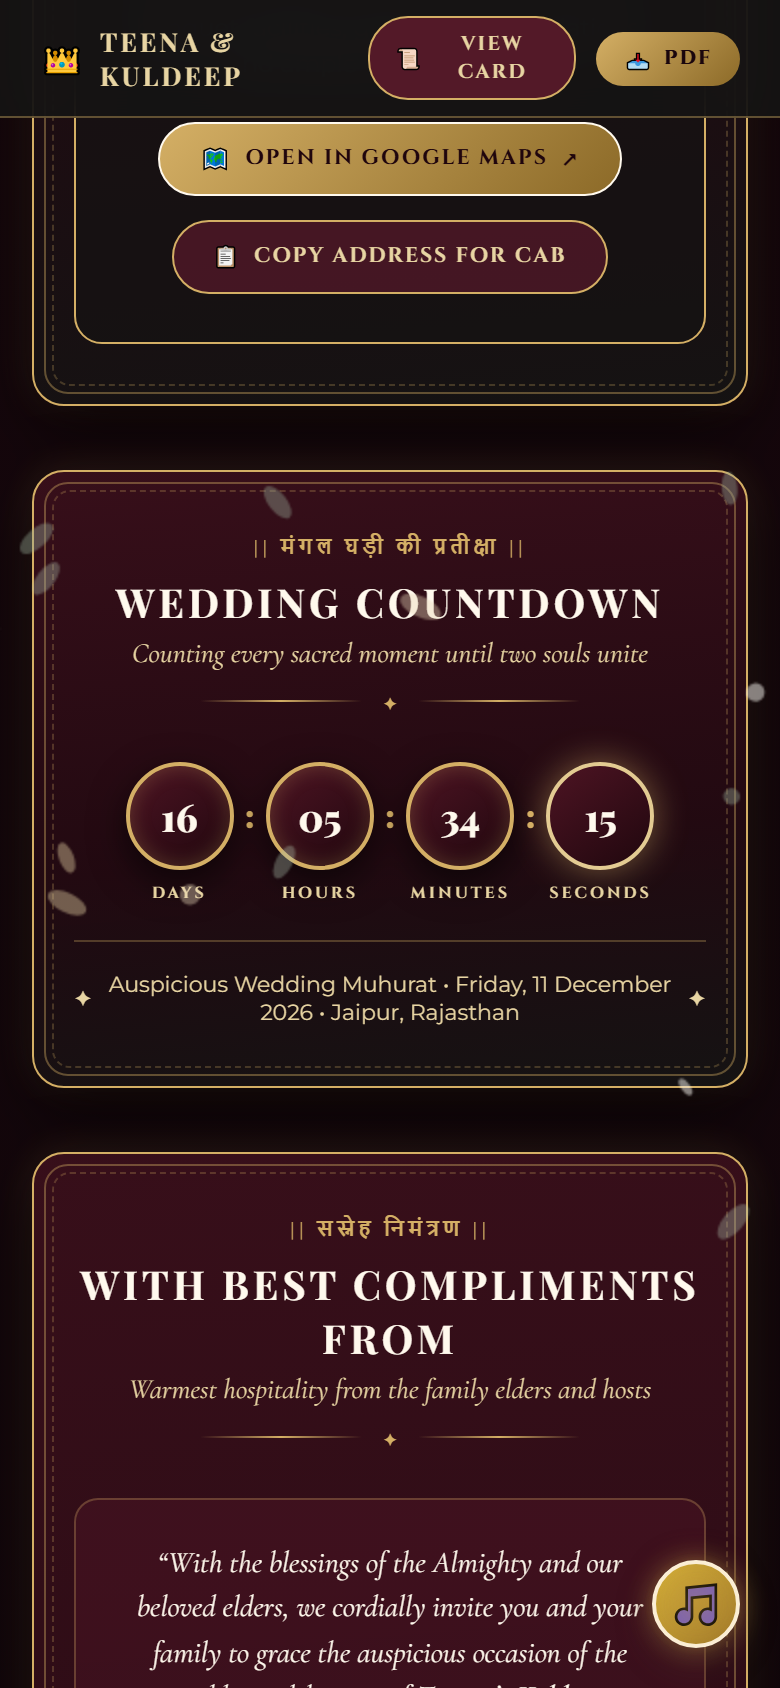 TEENA &
KULDEEP
VIEW
CARD
PDF
OPEN IN GOOGLE MAPS ↗
COPY ADDRESS FOR CAB
|| मंगल घड़ी की प्रतीक्षा ||
WEDDING COUNTDOWN
Counting every sacred moment until two souls unite
16 : 05 : 34 : 15
DAYS HOURS MINUTES SECONDS
Auspicious Wedding Muhurat • Friday, 11 December
2026 • Jaipur, Rajasthan
|| सस्नेह निमंत्रण ||
WITH BEST COMPLIMENTS
FROM
Warmest hospitality from the family elders and hosts
“With the blessings of the Almighty and our
beloved elders, we cordially invite you and your
family to grace the auspicious occasion of the